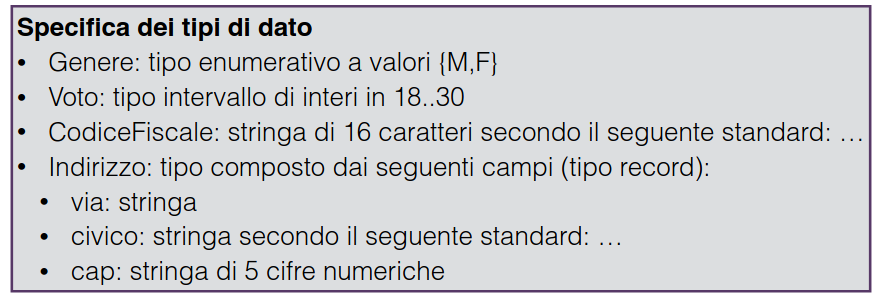 Specifica dei tipi di dato
• Genere: tipo enumerativo a valori {M,F}
• Voto: tipo intervallo di interi in 18..30
• CodiceFiscale: stringa di 16 caratteri secondo il seguente standard: …
• Indirizzo: tipo composto dai seguenti campi (tipo record):
• via: stringa
• civico: stringa secondo il seguente standard: …
• cap: stringa di 5 cifre numeriche